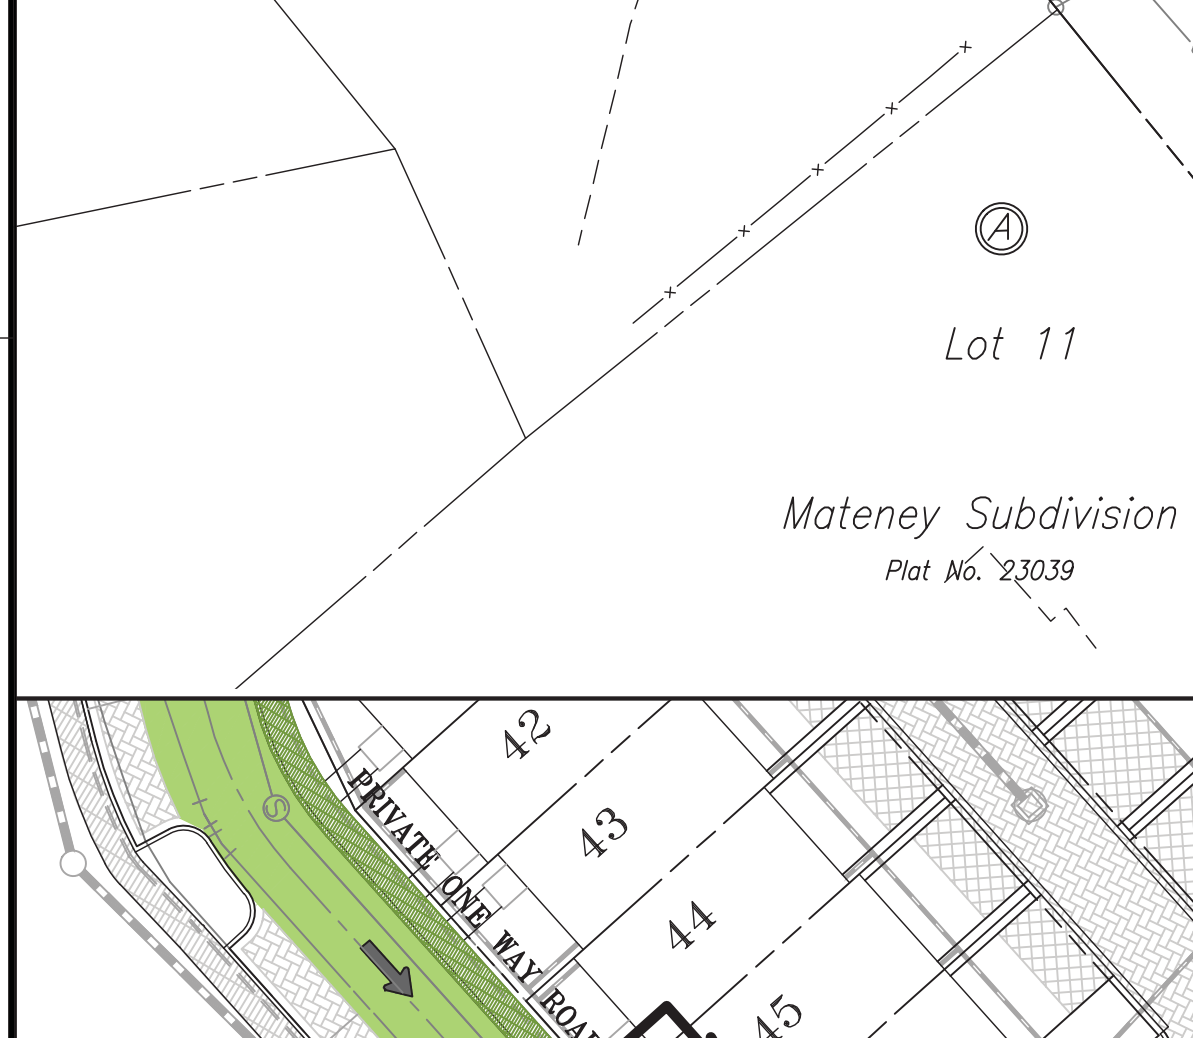 A
Lot 11
Mateney Subdivision
Plat No. 23039
42
S
PRIVATE ONE WAY ROAD
43
44
45